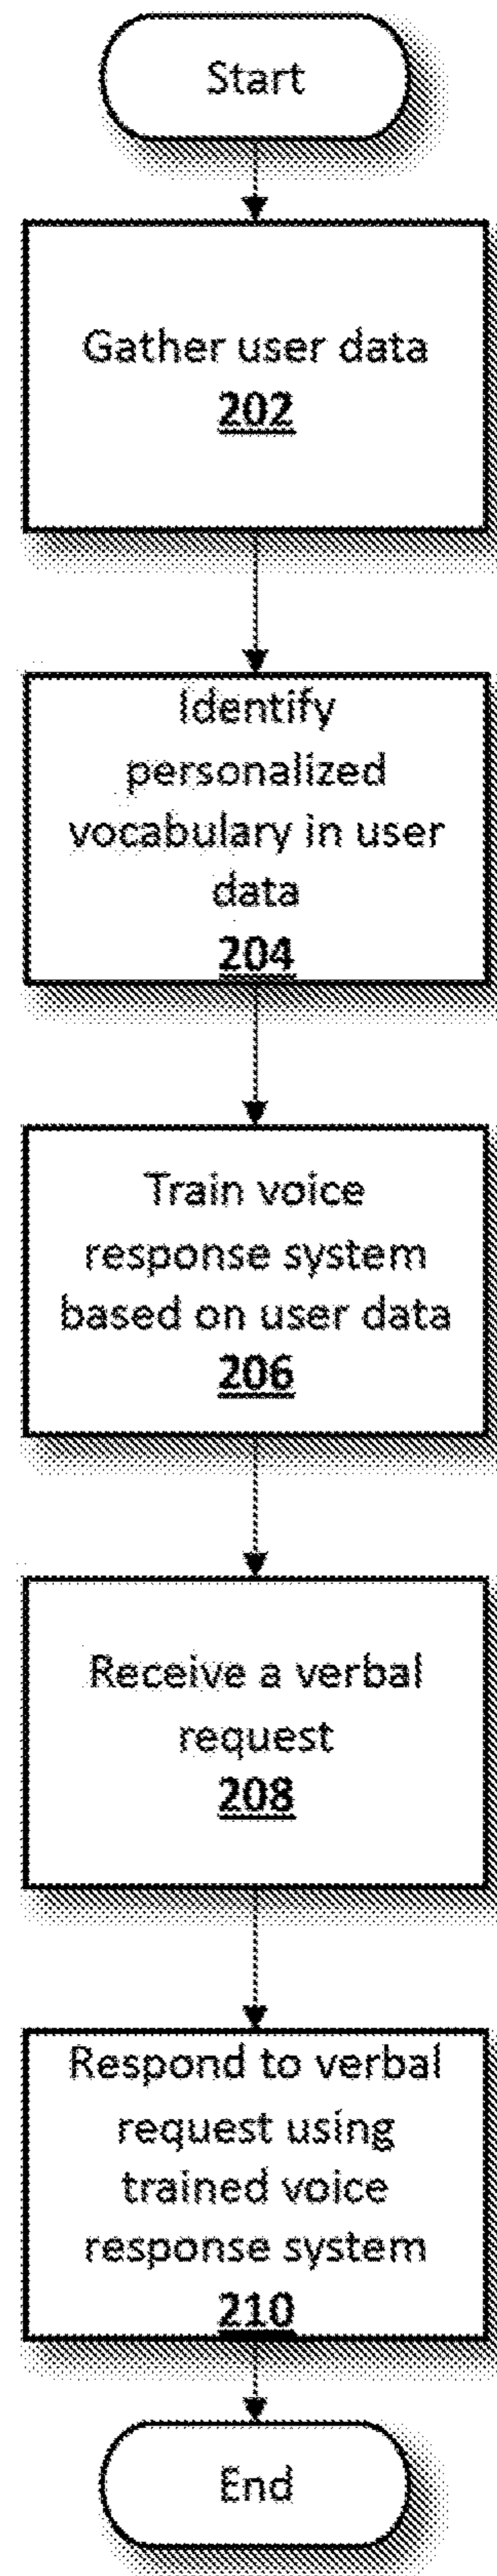 Start
Gather user data
202
Identify
personalized
vocabulary in user
data
204
Train voice
response system
based on user data
206
Receive a verbal
request
208
Respond to verbal
request using
trained voice
response system
210
End